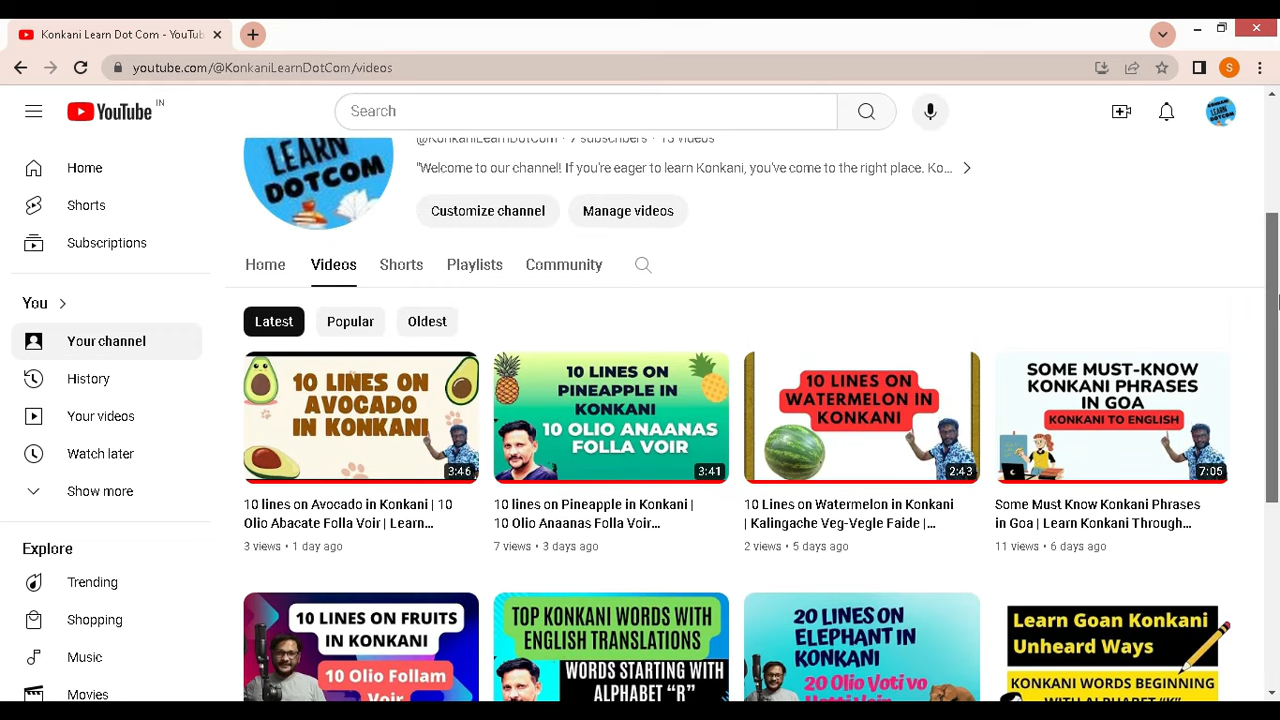 Konkani Learn Dot Com - YouTub
youtube.com/@KonkaniLearnDotCom/videos
S
YouTube IN
Search
LEARN
DOTCOM
@KonkaniLearnDotCom • 7 subscribers • 13 videos
"Welcome to our channel! If you're eager to learn Konkani, you've come to the right place. Ko...
Customize channel
Manage videos
Home
Shorts
Subscriptions
You
Your channel
History
Your videos
Watch later
Show more
Explore
Trending
Shopping
Music
Movies
Home Videos Shorts Playlists Community
Latest Popular Oldest
10 LINES ON
AVOCADO
IN KONKANI
3:46
10 lines on Avocado in Konkani | 10
Olio Abacate Folla Voir | Learn...
3 views • 1 day ago
10 LINES ON
PINEAPPLE IN
KONKANI
10 OLIO ANAANAS
FOLLA VOIR
3:41
10 lines on Pineapple in Konkani |
10 Olio Anaanas Folla Voir...
7 views • 3 days ago
10 LINES ON
WATERMELON IN
KONKANI
2:43
10 Lines on Watermelon in Konkani
| Kalingache Veg-Vegle Faide |...
2 views • 5 days ago
SOME MUST-KNOW
KONKANI PHRASES
IN GOA
KONKANI TO ENGLISH
7:05
Some Must Know Konkani Phrases
in Goa | Learn Konkani Through...
11 views • 6 days ago
10 LINES ON FRUITS
IN KONKANI
10 Olio Follam
Voir
TOP KONKANI WORDS WITH
ENGLISH TRANSLATIONS
WORDS STARTING WITH
ALPHABET "R"
20 LINES ON
ELEPHANT IN
KONKANI
20 Olio Voti vo
Hatti Voir
Learn Goan Konkani
Unheard Ways
KONKANI WORDS BEGINNING
WITH ALPHABET